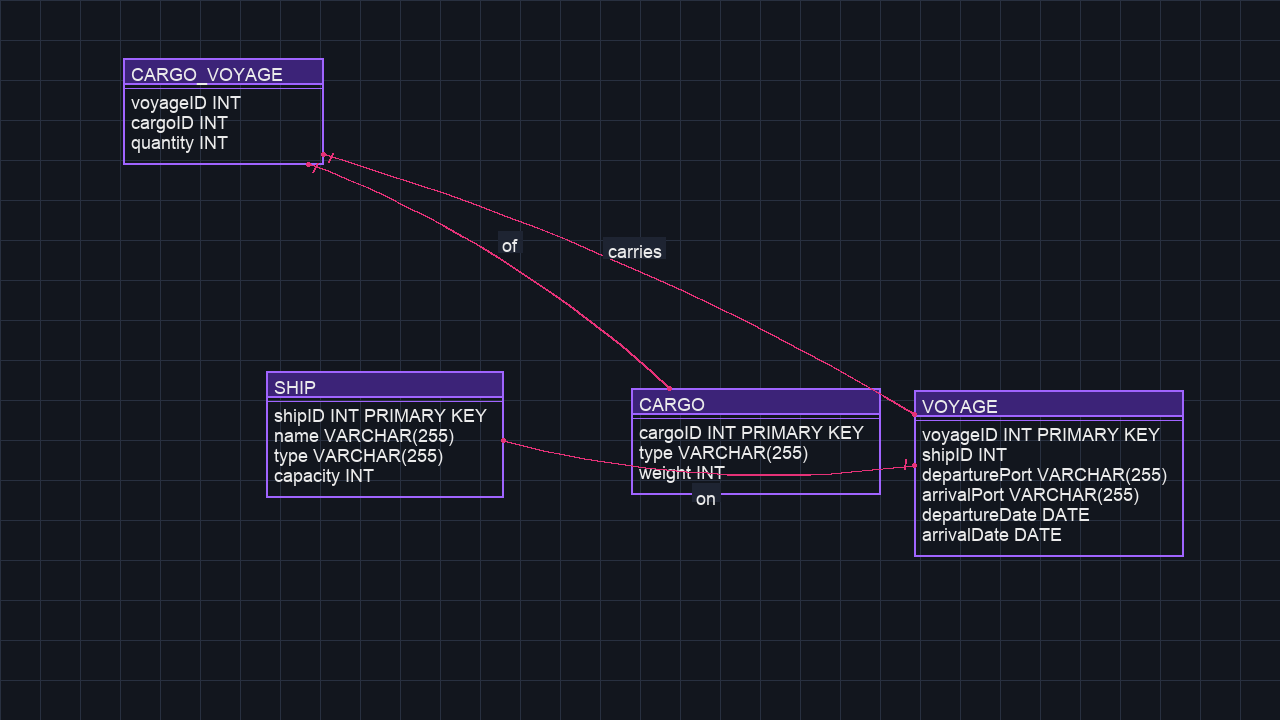 CARGO_VOYAGE
voyageID INT
cargoID INT
quantity INT
of
carries
SHIP
shipID INT PRIMARY KEY
name VARCHAR(255)
type VARCHAR(255)
capacity INT
CARGO
cargoID INT PRIMARY KEY
type VARCHAR(255)
weight INT
on
VOYAGE
voyageID INT PRIMARY KEY
shipID INT
departurePort VARCHAR(255)
arrivalPort VARCHAR(255)
departureDate DATE
arrivalDate DATE